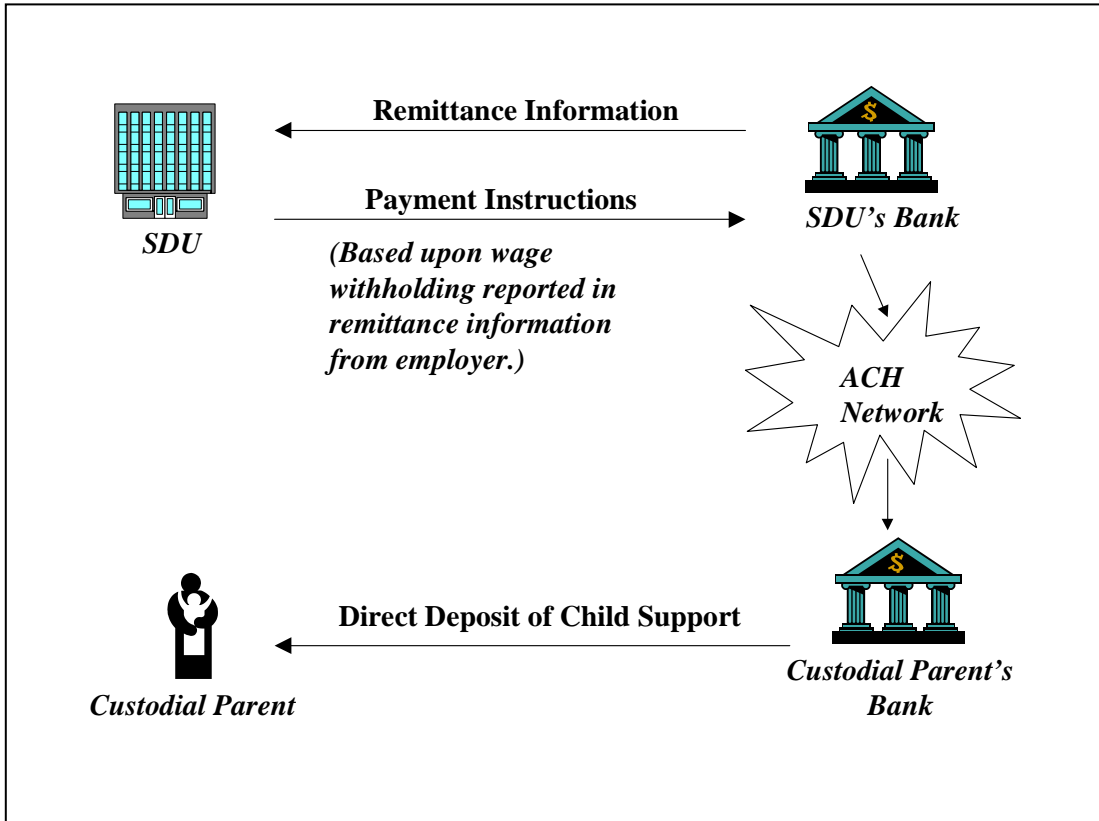 Remittance Information
$
Payment Instructions
SDU
SDU's Bank
(Based upon wage
withholding reported in
remittance information
from employer.)
ACH
Network
$
Direct Deposit of Child Support
Custodial Parent
Custodial Parent's
Bank